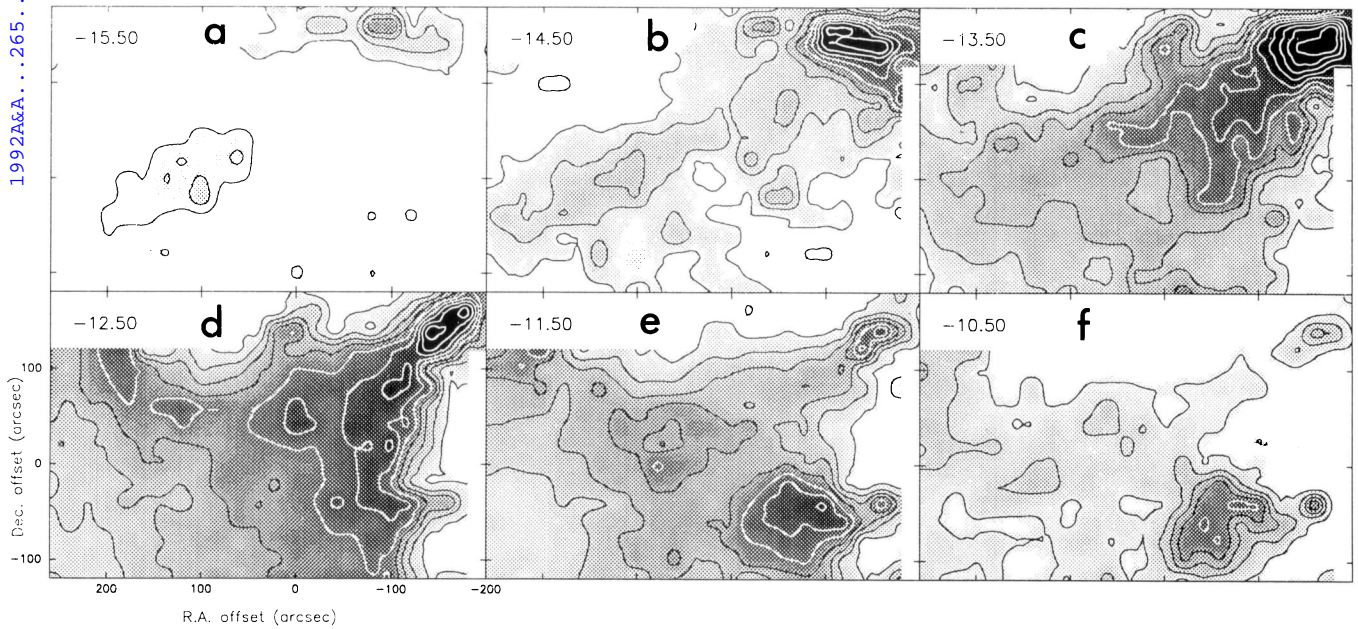 1992A&A...265..
-15.50 a
-14.50 b
-13.50 c
-12.50 d
-11.50 e
-10.50 f
100
0
-100
Dec. offset (arcsec)
200 100 0 -100 -200
R.A. offset (arcsec)